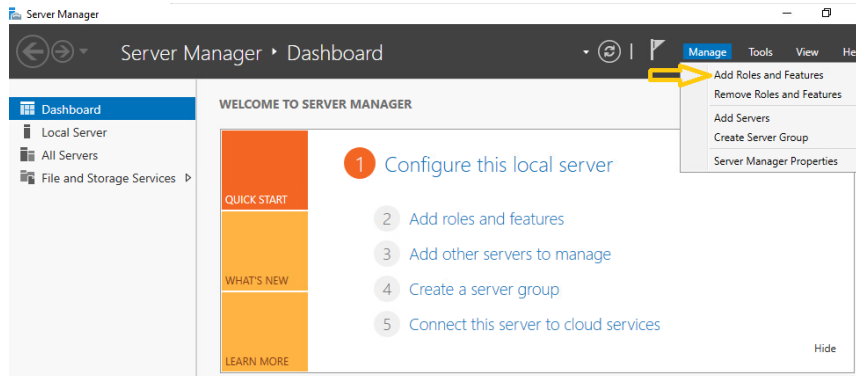 Server Manager
Server Manager • Dashboard
Manage Tools View He
Add Roles and Features
Remove Roles and Features
Add Servers
Create Server Group
Server Manager Properties
Dashboard
Local Server
All Servers
File and Storage Services
WELCOME TO SERVER MANAGER
QUICK START
WHAT'S NEW
LEARN MORE
1 Configure this local server
2 Add roles and features
3 Add other servers to manage
4 Create a server group
5 Connect this server to cloud services
Hide